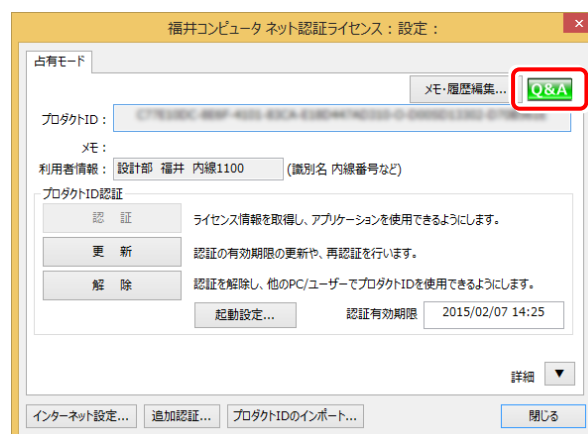 福井コンピュータ ネット認証ライセンス：設定：
占有モード
メモ・履歴編集... Q&A
プロダクトID：
メモ：
利用者情報： 設計部 福井 内線1100 (識別名 内線番号など)
プロダクトID認証
認 証 ライセンス情報を取得し、アプリケーションを使用できるようにします。
更 新 認証の有効期限の更新や、再認証を行います。
解 除 認証を解除し、他のPC/ユーザーでプロダクトIDを使用できるようにします。
起動設定... 認証有効期限 2015/02/07 14:25
詳細 ▼
インターネット設定... 追加認証... プロダクトIDのインポート... 閉じる